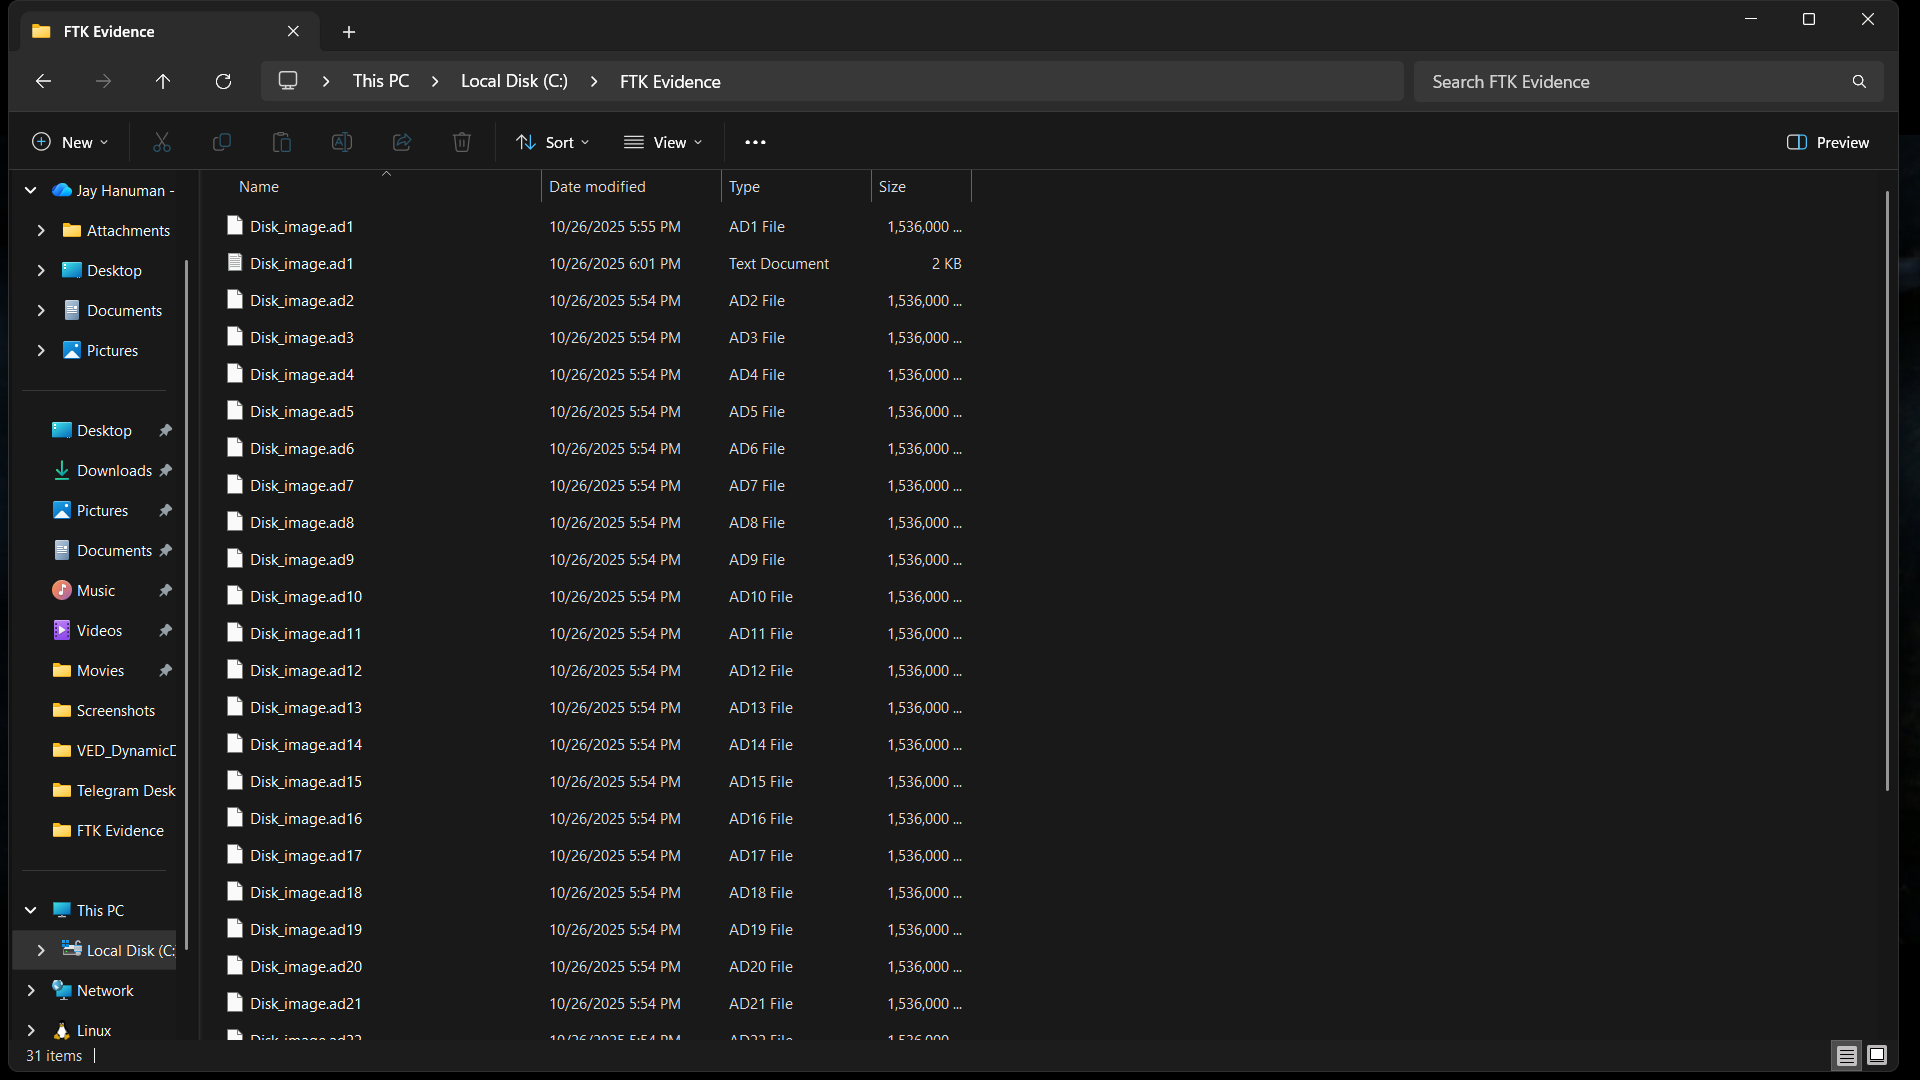 FTK Evidence
This PC
Local Disk (C:)
FTK Evidence
Search FTK Evidence
New
Sort
View
Preview
Jay Hanuman -
Attachments
Desktop
Documents
Pictures
Desktop
Downloads
Pictures
Documents
Music
Videos
Movies
Screenshots
VED_DynamicD
Telegram Desk
FTK Evidence
This PC
Local Disk (C:
Network
Linux
Name Date modified Type Size
Disk_image.ad1 10/26/2025 5:55 PM AD1 File 1,536,000 ...
Disk_image.ad1 10/26/2025 6:01 PM Text Document 2 KB
Disk_image.ad2 10/26/2025 5:54 PM AD2 File 1,536,000 ...
Disk_image.ad3 10/26/2025 5:54 PM AD3 File 1,536,000 ...
Disk_image.ad4 10/26/2025 5:54 PM AD4 File 1,536,000 ...
Disk_image.ad5 10/26/2025 5:54 PM AD5 File 1,536,000 ...
Disk_image.ad6 10/26/2025 5:54 PM AD6 File 1,536,000 ...
Disk_image.ad7 10/26/2025 5:54 PM AD7 File 1,536,000 ...
Disk_image.ad8 10/26/2025 5:54 PM AD8 File 1,536,000 ...
Disk_image.ad9 10/26/2025 5:54 PM AD9 File 1,536,000 ...
Disk_image.ad10 10/26/2025 5:54 PM AD10 File 1,536,000 ...
Disk_image.ad11 10/26/2025 5:54 PM AD11 File 1,536,000 ...
Disk_image.ad12 10/26/2025 5:54 PM AD12 File 1,536,000 ...
Disk_image.ad13 10/26/2025 5:54 PM AD13 File 1,536,000 ...
Disk_image.ad14 10/26/2025 5:54 PM AD14 File 1,536,000 ...
Disk_image.ad15 10/26/2025 5:54 PM AD15 File 1,536,000 ...
Disk_image.ad16 10/26/2025 5:54 PM AD16 File 1,536,000 ...
Disk_image.ad17 10/26/2025 5:54 PM AD17 File 1,536,000 ...
Disk_image.ad18 10/26/2025 5:54 PM AD18 File 1,536,000 ...
Disk_image.ad19 10/26/2025 5:54 PM AD19 File 1,536,000 ...
Disk_image.ad20 10/26/2025 5:54 PM AD20 File 1,536,000 ...
Disk_image.ad21 10/26/2025 5:54 PM AD21 File 1,536,000 ...
31 items